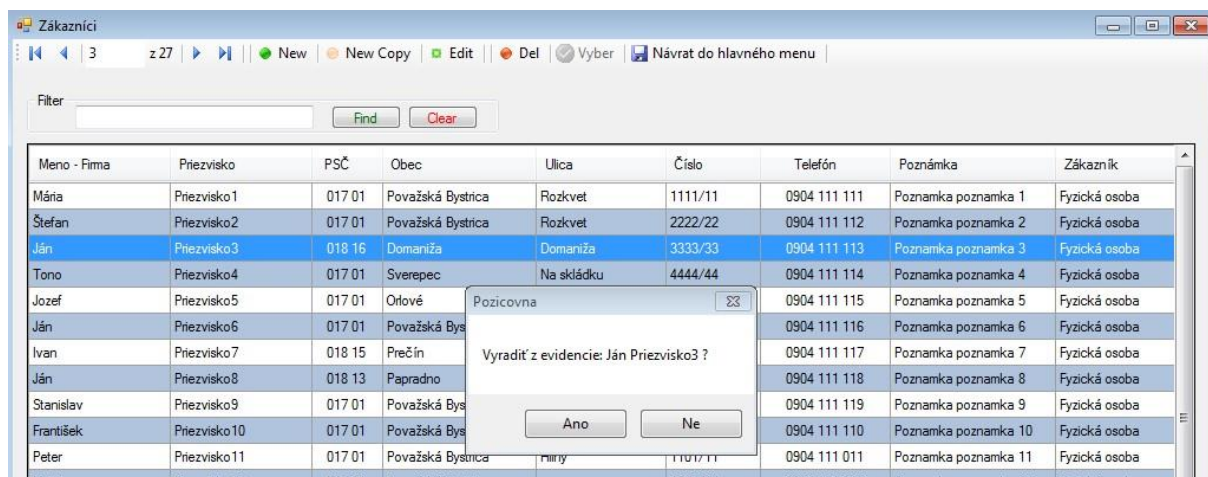 Zákazníci
3 z 27 New New Copy Edit Del Vyber Návrat do hlavného menu
Filter
Find Clear
Meno - Firma Priezvisko PSČ Obec Ulica Číslo Telefón Poznámka Zákazník
Mária Priezvisko1 017 01 Považská Bystrica Rozkvet 1111/11 0904 111 111 Poznamka poznamka 1 Fyzická osoba
Štefan Priezvisko2 017 01 Považská Bystrica Rozkvet 2222/22 0904 111 112 Poznamka poznamka 2 Fyzická osoba
Ján Priezvisko3 018 16 Domaniža Domaniža 3333/33 0904 111 113 Poznamka poznamka 3 Fyzická osoba
Tono Priezvisko4 017 01 Sverepec Na skládku 4444/44 0904 111 114 Poznamka poznamka 4 Fyzická osoba
Jozef Priezvisko5 017 01 Orlové 0904 111 115 Poznamka poznamka 5 Fyzická osoba
Ján Priezvisko6 017 01 Považská Bys 0904 111 116 Poznamka poznamka 6 Fyzická osoba
Ivan Priezvisko7 018 15 Prečín 0904 111 117 Poznamka poznamka 7 Fyzická osoba
Ján Priezvisko8 018 13 Papradno 0904 111 118 Poznamka poznamka 8 Fyzická osoba
Stanislav Priezvisko9 017 01 Považská Bys 0904 111 119 Poznamka poznamka 9 Fyzická osoba
František Priezvisko10 017 01 Považská Bys 0904 111 110 Poznamka poznamka 10 Fyzická osoba
Peter Priezvisko11 017 01 Považská Bystrica 0904 111 011 Poznamka poznamka 11 Fyzická osoba
Pozicovna
Vyradiť z evidencie: Ján Priezvisko3 ?
Ano Ne